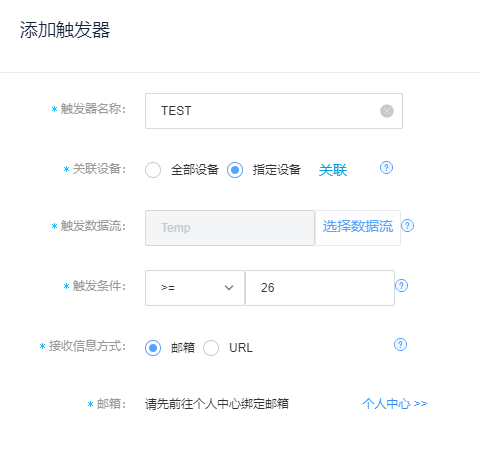 添加触发器
* 触发器名称: TEST
* 关联设备: 全部设备 指定设备 关联 ?
* 触发数据流: Temp 选择数据流 ?
* 触发条件: >= 26 ?
* 接收信息方式: 邮箱 URL ?
* 邮箱: 请先前往个人中心绑定邮箱 个人中心 >>